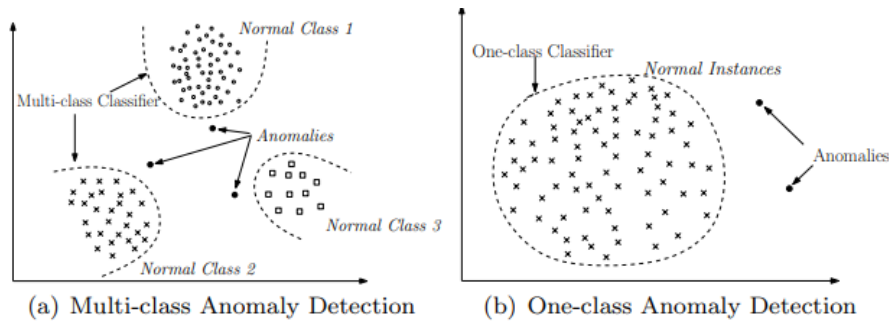 Normal Class 1
Multi-class Classifier
Anomalies
Normal Class 3
Normal Class 2
(a) Multi-class Anomaly Detection
One-class Classifier
Normal Instances
Anomalies
(b) One-class Anomaly Detection